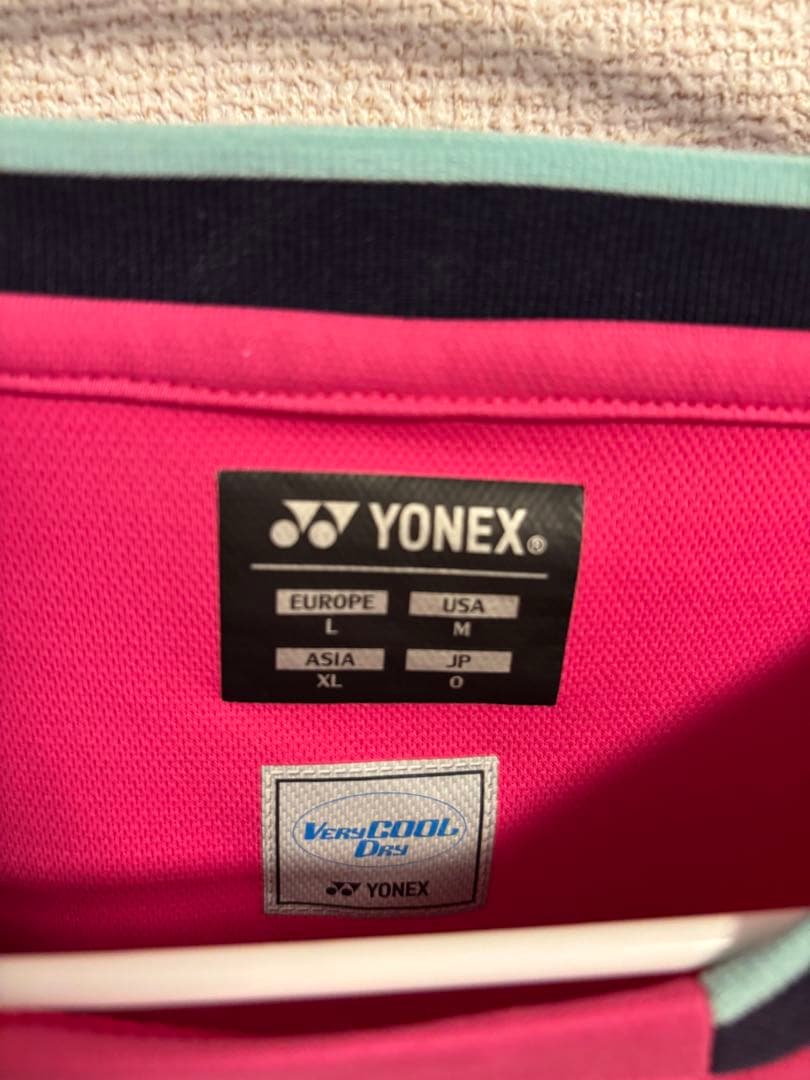 YONEX®
EUROPE USA
L M
ASIA JP
XL O
VERY COOL
DRY
YONEX